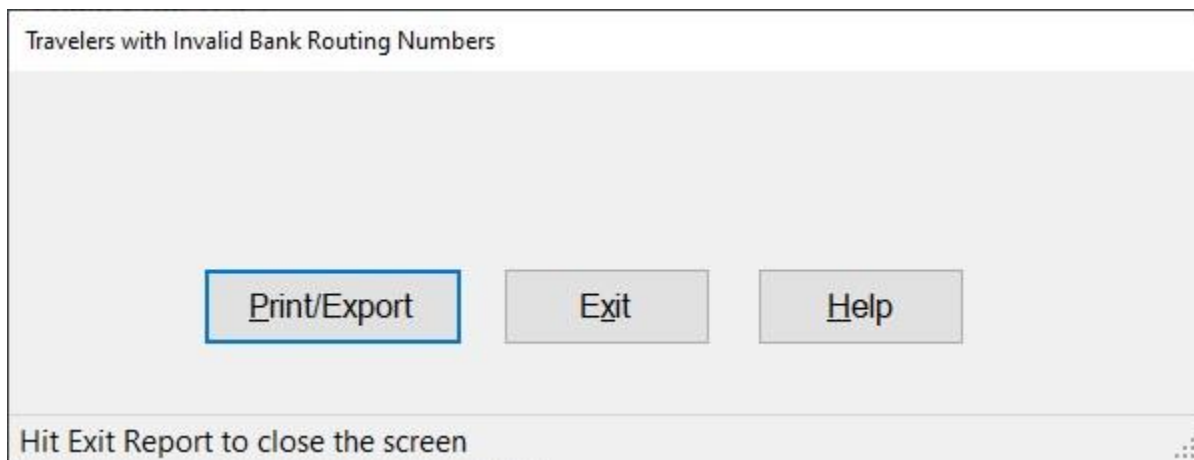 Travelers with Invalid Bank Routing Numbers
Print/Export Exit Help
Hit Exit Report to close the screen